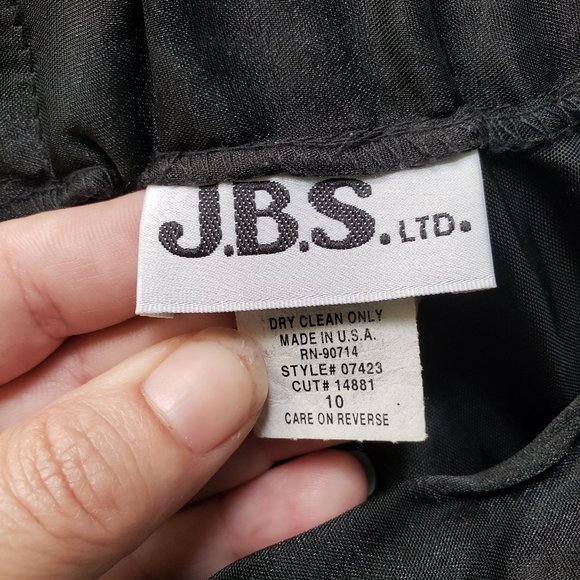 J.B.S. LTD.
DRY CLEAN ONLY
MADE IN U.S.A.
RN-90714
STYLE# 07423
CUT# 14881
10
CARE ON REVERSE